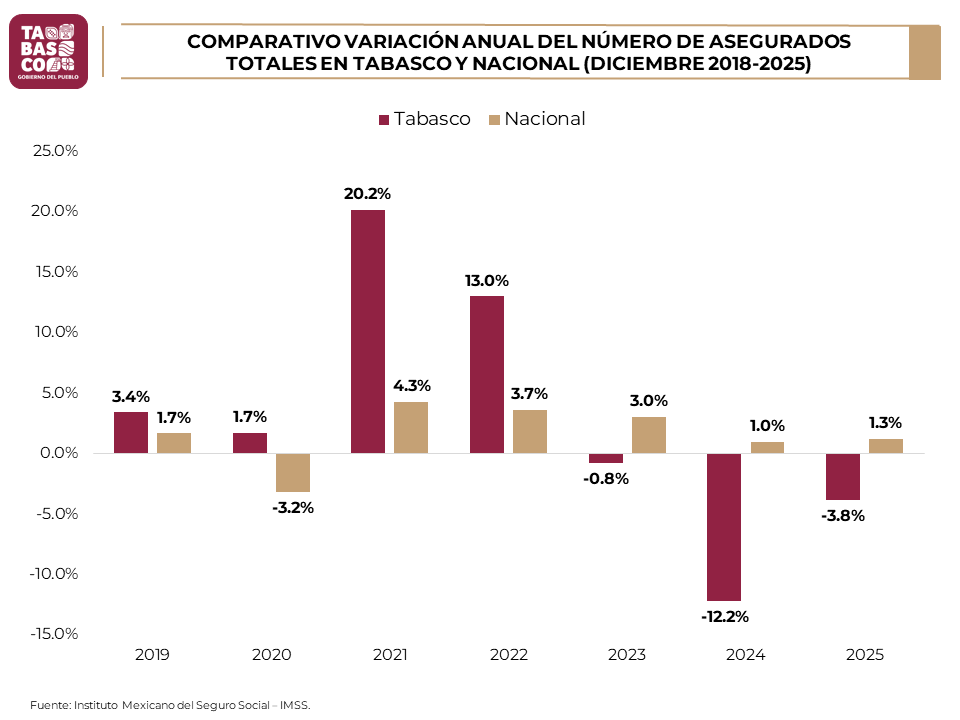 TA
BAS
CO
GOBIERNO DEL PUEBLO
COMPARATIVO VARIACIÓN ANUAL DEL NÚMERO DE ASEGURADOS
TOTALES EN TABASCO Y NACIONAL (DICIEMBRE 2018-2025)
Tabasco Nacional
25.0%
20.0%
15.0%
10.0%
5.0%
0.0%
-5.0%
-10.0%
-15.0%
3.4%
1.7%
1.7%
-3.2%
20.2%
4.3%
13.0%
3.7%
-0.8%
3.0%
-12.2%
1.0%
-3.8%
1.3%
2019 2020 2021 2022 2023 2024 2025
Fuente: Instituto Mexicano del Seguro Social – IMSS.